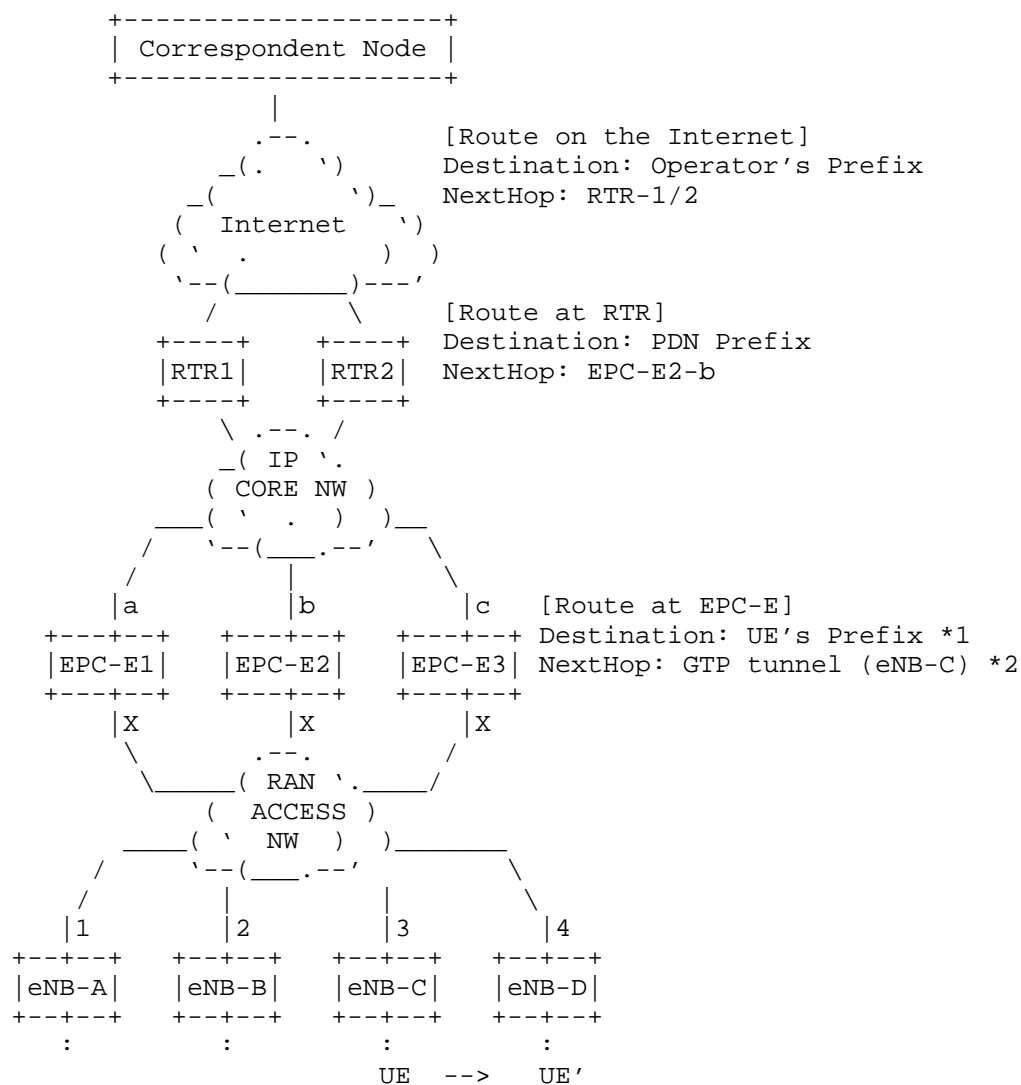 Correspondent Node
[Route on the Internet]
Destination: Operator's Prefix
NextHop: RTR-1/2
Internet
[Route at RTR]
Destination: PDN Prefix
RTR1 RTR2 NextHop: EPC-E2-b
IP
CORE NW
a b c [Route at EPC-E]
Destination: UE's Prefix *1
EPC-E1 EPC-E2 EPC-E3 NextHop: GTP tunnel (eNB-C) *2
X X X
RAN
ACCESS
NW
1 2 3 4
eNB-A eNB-B eNB-C eNB-D
: : : :
UE --> UE'